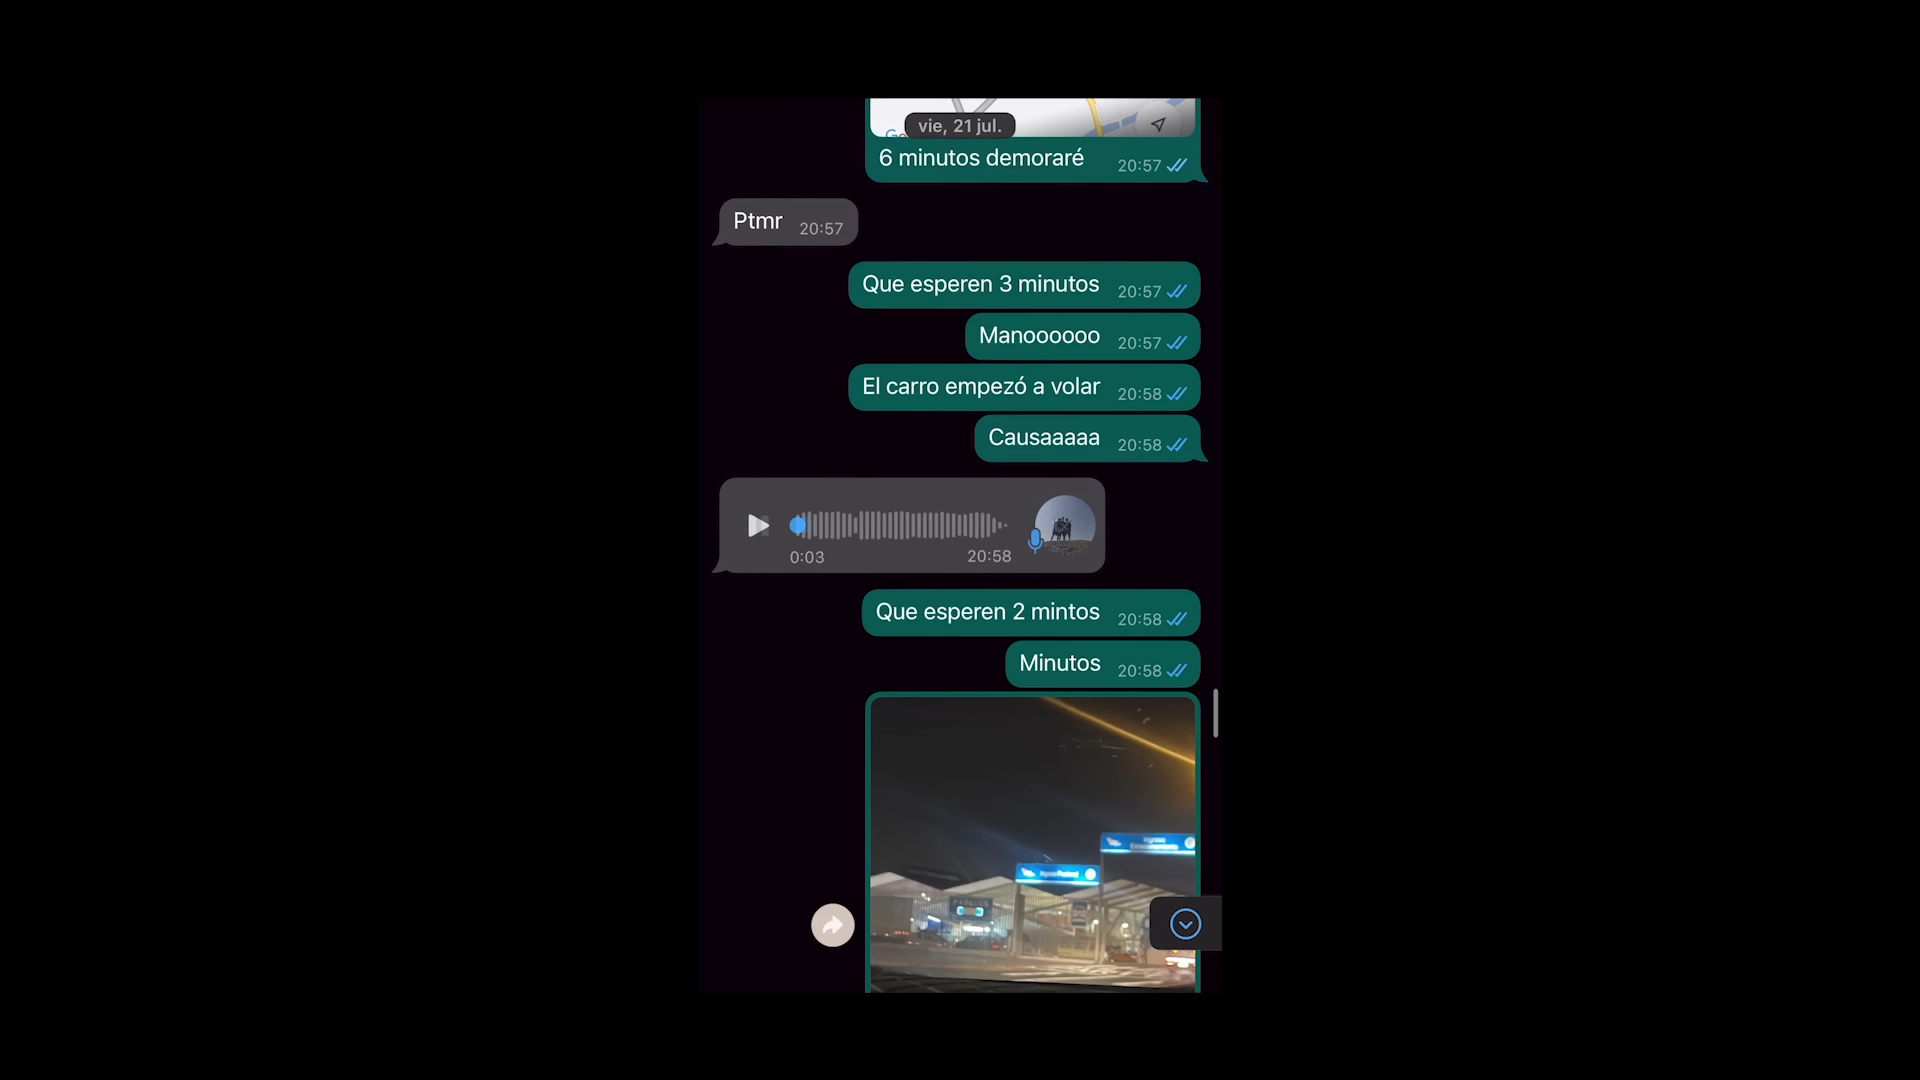 vie, 21 jul.
6 minutos demoraré 20:57
Ptmr 20:57
Que esperen 3 minutos 20:57
Manoooooo 20:57
El carro empezó a volar 20:58
Causaaaaa 20:58
0:03 20:58
Que esperen 2 mintos 20:58
Minutos 20:58